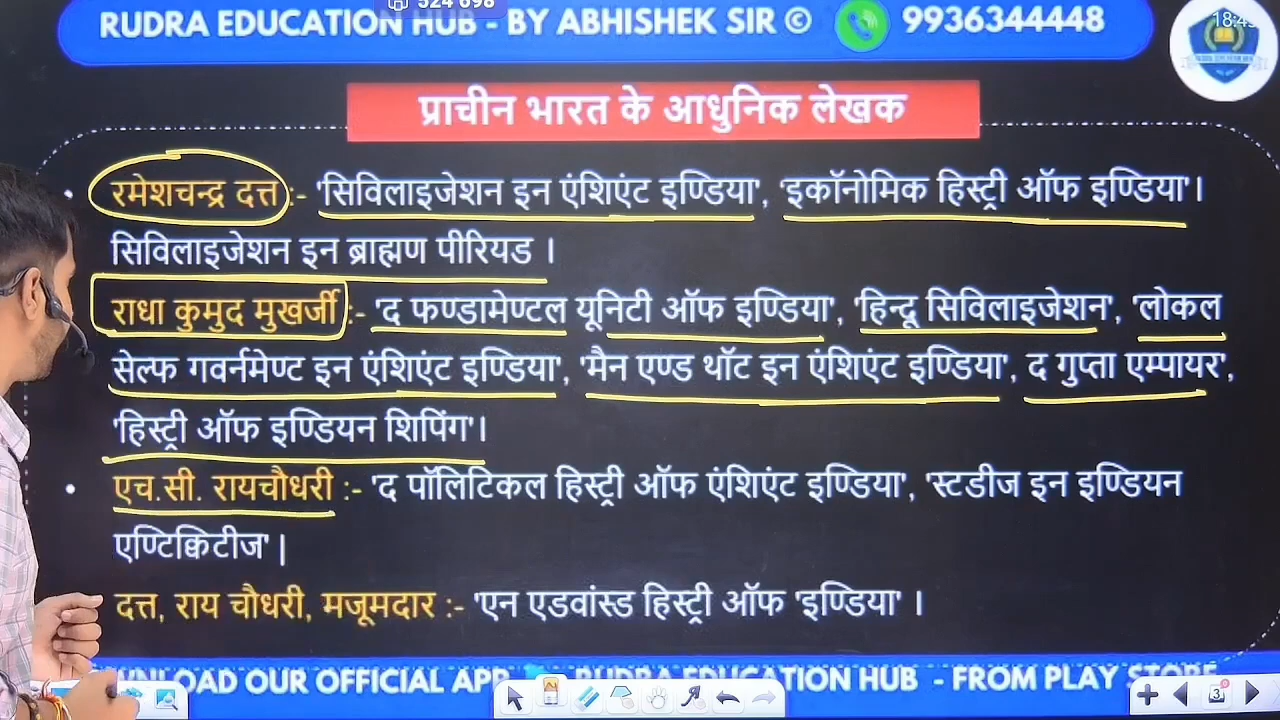 RUDRA EDUCATION HUB - BY ABHISHEK SIR © 9936344448
524 698
प्राचीन भारत के आधुनिक लेखक
रमेशचन्द्र दत्त :- 'सिविलाइजेशन इन एंशिएंट इण्डिया', 'इकॉनोमिक हिस्ट्री ऑफ इण्डिया'।
सिविलाइजेशन इन ब्राह्मण पीरियड ।
राधा कुमुद मुखर्जी :- 'द फण्डामेण्टल यूनिटी ऑफ इण्डिया', 'हिन्दू सिविलाइजेशन', 'लोकल
सेल्फ गवर्नमेण्ट इन एंशिएंट इण्डिया', 'मैन एण्ड थॉट इन एंशिएंट इण्डिया', द गुप्ता एम्पायर',
'हिस्ट्री ऑफ इण्डियन शिपिंग'।
एच.सी. रायचौधरी :- 'द पॉलिटिकल हिस्ट्री ऑफ एंशिएंट इण्डिया', 'स्टडीज इन इण्डियन
एण्टिक्विटीज' |
दत्त, राय चौधरी, मजूमदार :- 'एन एडवांस्ड हिस्ट्री ऑफ 'इण्डिया' ।
OUR OFFICIAL APP RUDRA EDUCATION HUB - FROM PLAY STORE
3